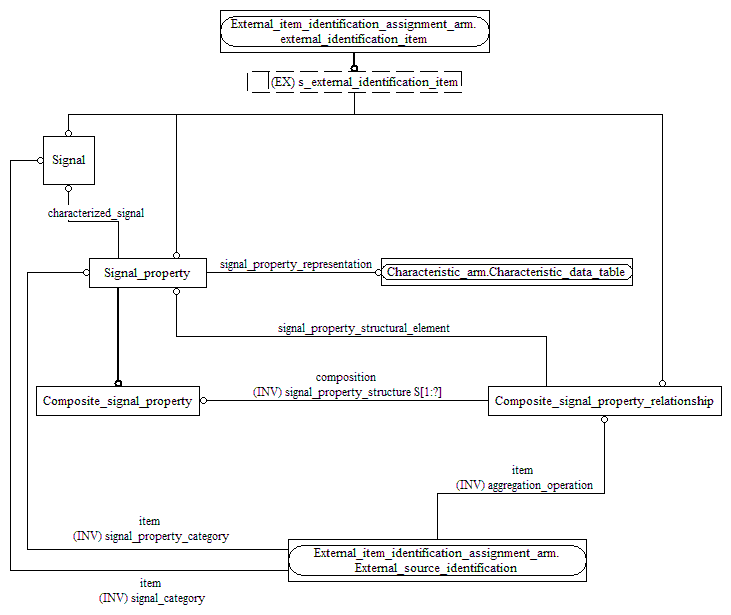 External_item_identification_assignment_arm.
external_identification_item
(EX) s_external_identification_item
Signal
characterized_signal
Signal_property
signal_property_representation
Characteristic_arm.Characteristic_data_table
signal_property_structural_element
Composite_signal_property
composition
(INV) signal_property_structure S[1:?]
Composite_signal_property_relationship
item
(INV) aggregation_operation
item
(INV) signal_property_category
External_item_identification_assignment_arm.
External_source_identification
item
(INV) signal_category